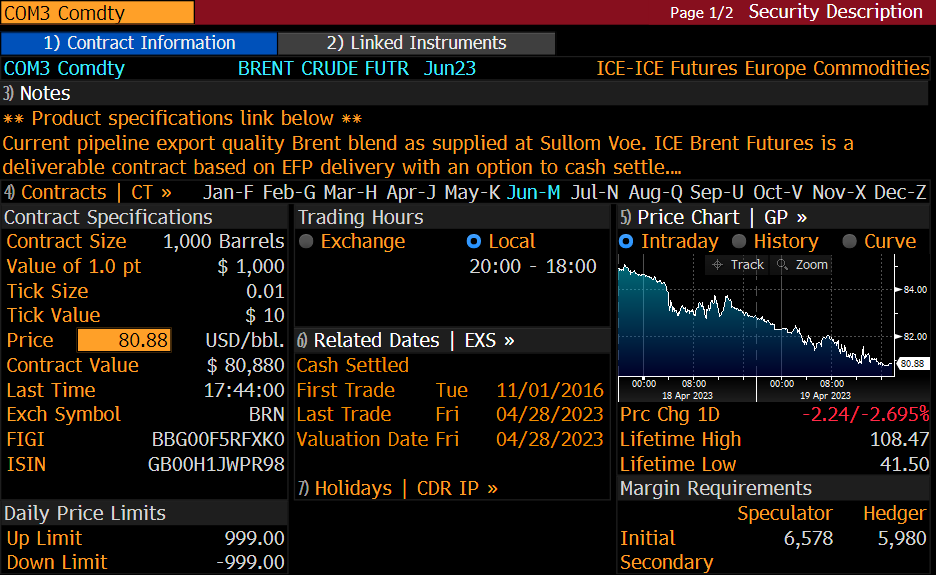 COM3 Comdty Page 1/2 Security Description
1) Contract Information 2) Linked Instruments
COM3 Comdty BRENT CRUDE FUTR Jun23 ICE-ICE Futures Europe Commodities
3) Notes
** Product specifications link below **
Current pipeline export quality Brent blend as supplied at Sullom Voe. ICE Brent Futures is a
deliverable contract based on EFP delivery with an option to cash settle....
4) Contracts | CT » Jan-F Feb-G Mar-H Apr-J May-K Jun-M Jul-N Aug-Q Sep-U Oct-V Nov-X Dec-Z
Contract Specifications
Contract Size 1,000 Barrels
Value of 1.0 pt $ 1,000
Tick Size 0.01
Tick Value $ 10
Price 80.88 USD/bbl.
Contract Value $ 80,880
Last Time 17:44:00
Exch Symbol BRN
FIGI BBG00F5RFXK0
ISIN GB00H1JWPR98
Daily Price Limits
Up Limit 999.00
Down Limit -999.00
Trading Hours
Exchange Local
20:00 - 18:00
6) Related Dates | EXS »
Cash Settled
First Trade Tue 11/01/2016
Last Trade Fri 04/28/2023
Valuation Date Fri 04/28/2023
7) Holidays | CDR IP »
5) Price Chart | GP »
Intraday History Curve
Track Zoom
84.00
82.00
80.88
00:00 08:00 00:00 08:00
18 Apr 2023 19 Apr 2023
Prc Chg 1D -2.24/-2.695%
Lifetime High 108.47
Lifetime Low 41.50
Margin Requirements
Speculator Hedger
Initial 6,578 5,980
Secondary